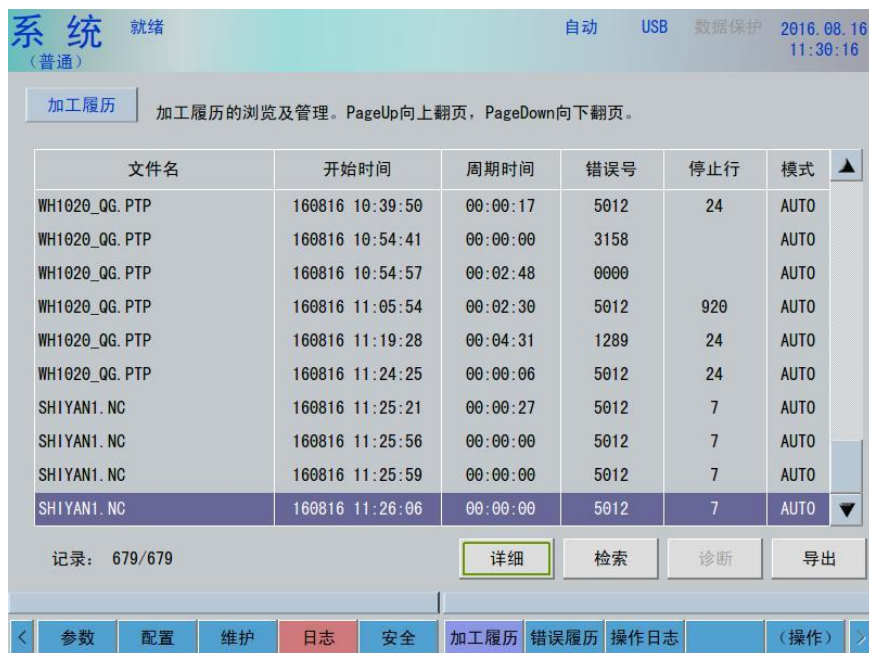 系 统 就绪 自动 USB 数据保护 2016.08.16
（普通） 11:30:16
加工履历 加工履历的浏览及管理。PageUp向上翻页，PageDown向下翻页。
文件名 开始时间 周期时间 错误号 停止行 模式
WH1020_QG.PTP 160816 10:39:50 00:00:17 5012 24 AUTO
WH1020_QG.PTP 160816 10:54:41 00:00:00 3158 AUTO
WH1020_QG.PTP 160816 10:54:57 00:02:48 0000 AUTO
WH1020_QG.PTP 160816 11:05:54 00:02:30 5012 920 AUTO
WH1020_QG.PTP 160816 11:19:28 00:04:31 1289 24 AUTO
WH1020_QG.PTP 160816 11:24:25 00:00:06 5012 24 AUTO
SHIYAN1.NC 160816 11:25:21 00:00:27 5012 7 AUTO
SHIYAN1.NC 160816 11:25:56 00:00:00 5012 7 AUTO
SHIYAN1.NC 160816 11:25:59 00:00:00 5012 7 AUTO
SHIYAN1.NC 160816 11:26:06 00:00:00 5012 7 AUTO
记录： 679/679 详细 检索 诊断 导出
< 参数 配置 维护 日志 安全 加工履历 错误履历 操作日志 （操作） >